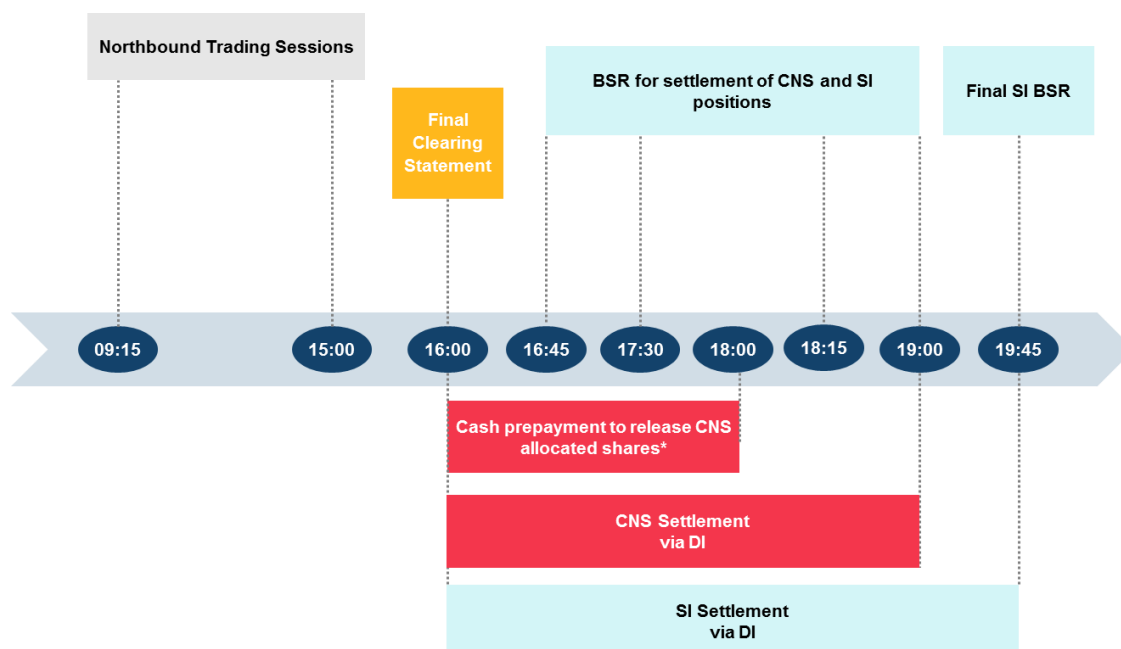 Northbound Trading Sessions
Final
Clearing
Statement
BSR for settlement of CNS and SI
positions
Final SI BSR
09:15
15:00
16:00
16:45
17:30
18:00
18:15
19:00
19:45
Cash prepayment to release CNS
allocated shares*
CNS Settlement
via DI
SI Settlement
via DI